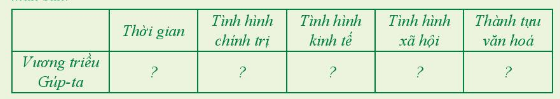 Thời gian
Tình hình chính trị
Tình hình kinh tế
Tình hình xã hội
Thành tựu văn hoá
Vương triều Gúp-ta
?
?
?
?
?